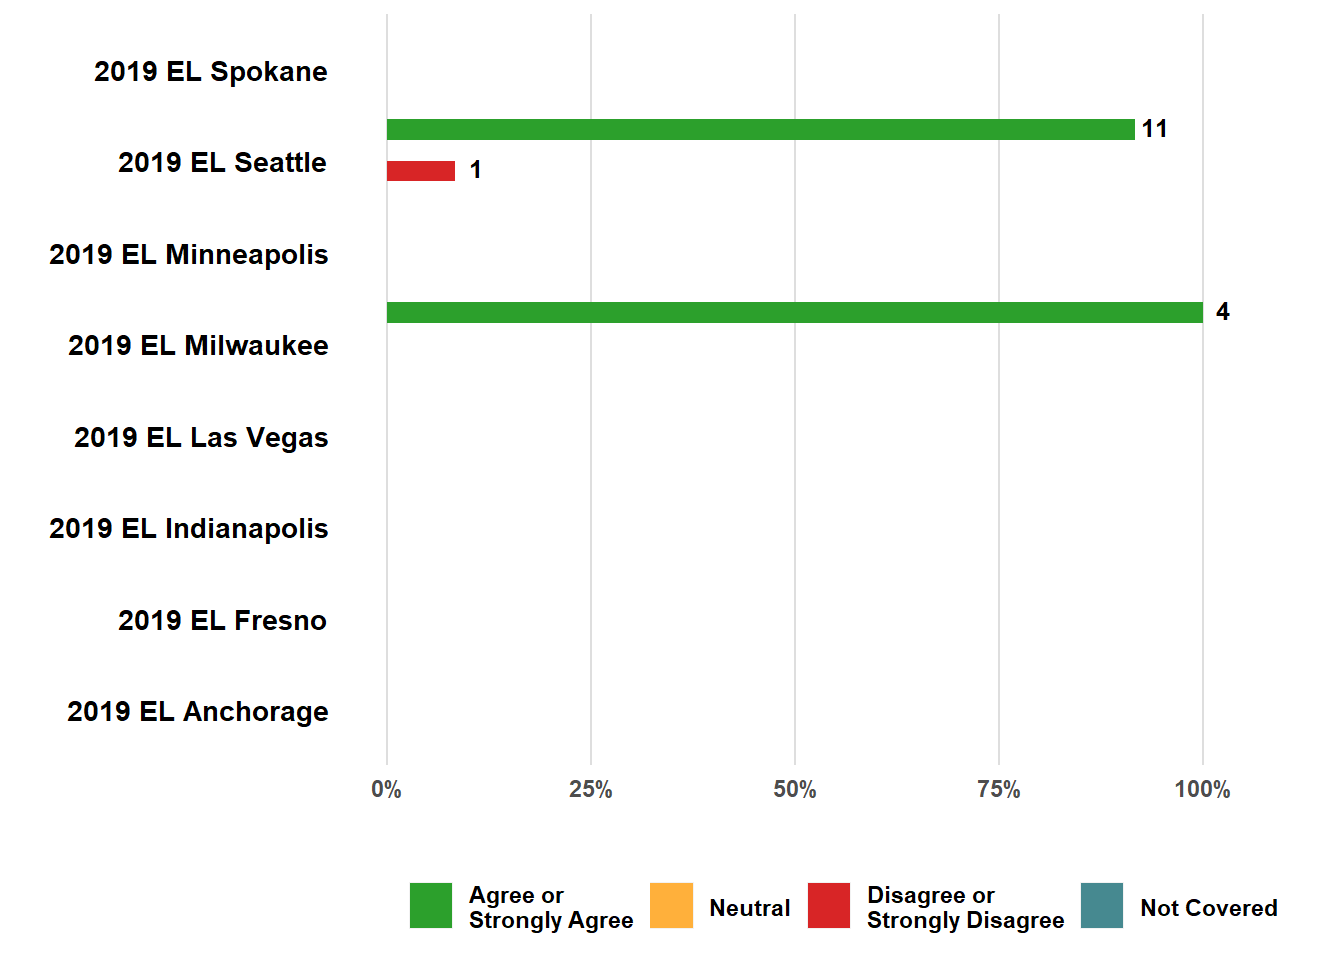 2019 EL Spokane
11
2019 EL Seattle
1
2019 EL Minneapolis
4
2019 EL Milwaukee
2019 EL Las Vegas
2019 EL Indianapolis
2019 EL Fresno
2019 EL Anchorage
0% 25% 50% 75% 100%
Agree or
Strongly Agree
Neutral
Disagree or
Strongly Disagree
Not Covered